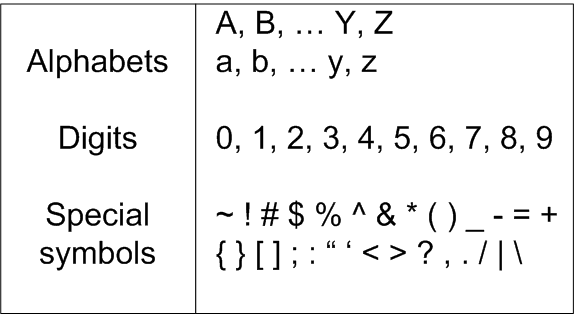 A, B, … Y, Z
Alphabets a, b, … y, z
Digits 0, 1, 2, 3, 4, 5, 6, 7, 8, 9
Special ~ ! # $ % ^ & * ( ) _ - = +
symbols { } [ ] ; : “ ‘ < > ? , . / | \